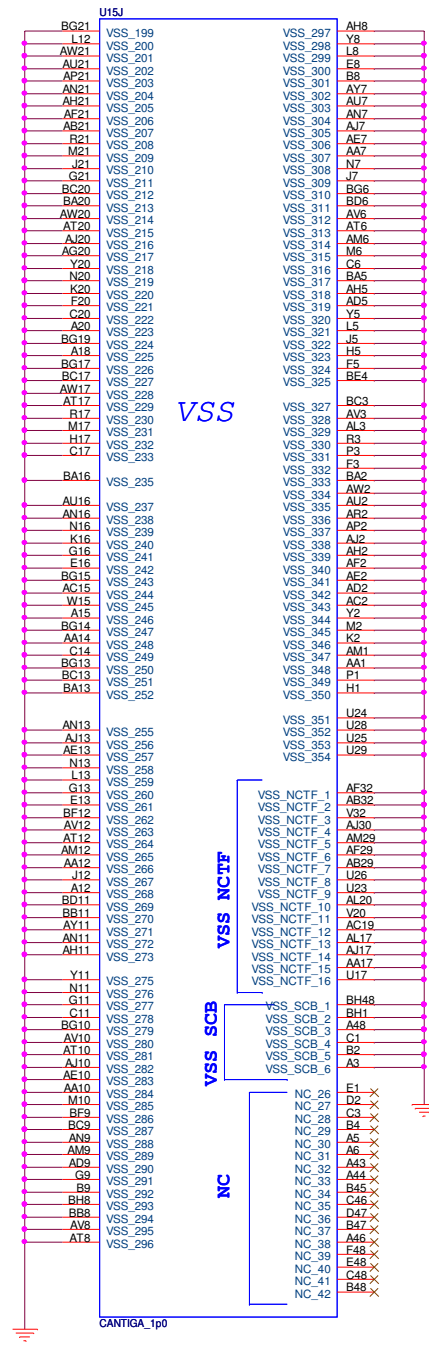 U15J
BG21 VSS_199
L12 VSS_200
AW21 VSS_201
AU21 VSS_202
AP21 VSS_203
AN21 VSS_204
AH21 VSS_205
AF21 VSS_206
AB21 VSS_207
R21 VSS_208
M21 VSS_209
J21 VSS_210
G21 VSS_211
BC20 VSS_212
BA20 VSS_213
AW20 VSS_214
AT20 VSS_215
AJ20 VSS_216
AG20 VSS_217
Y20 VSS_218
N20 VSS_219
K20 VSS_220
F20 VSS_221
C20 VSS_222
A20 VSS_223
BG19 VSS_224
A18 VSS_225
BG17 VSS_226
BC17 VSS_227
AW17 VSS_228
AT17 VSS_229
R17 VSS_230
M17 VSS_231
H17 VSS_232
C17 VSS_233
BA16 VSS_235
AU16 VSS_237
AN16 VSS_238
N16 VSS_239
K16 VSS_240
G16 VSS_241
E16 VSS_242
BG15 VSS_243
AC15 VSS_244
W15 VSS_245
A15 VSS_246
BG14 VSS_247
AA14 VSS_248
C14 VSS_249
BG13 VSS_250
BC13 VSS_251
BA13 VSS_252
AN13 VSS_255
AJ13 VSS_256
AE13 VSS_257
N13 VSS_258
L13 VSS_259
G13 VSS_260
E13 VSS_261
BF12 VSS_262
AV12 VSS_263
AT12 VSS_264
AM12 VSS_265
AA12 VSS_266
J12 VSS_267
A12 VSS_268
BD11 VSS_269
BB11 VSS_270
AY11 VSS_271
AN11 VSS_272
AH11 VSS_273
Y11 VSS_275
N11 VSS_276
G11 VSS_277
C11 VSS_278
BG10 VSS_279
AV10 VSS_280
AT10 VSS_281
AJ10 VSS_282
AE10 VSS_283
AA10 VSS_284
M10 VSS_285
BF9 VSS_286
BC9 VSS_287
AN9 VSS_288
AM9 VSS_289
AD9 VSS_290
G9 VSS_291
B9 VSS_292
BH8 VSS_293
BB8 VSS_294
AV8 VSS_295
AT8 VSS_296
VSS
VSS_297 AH8
VSS_298 Y8
VSS_299 L8
VSS_300 E8
VSS_301 B8
VSS_302 AY7
VSS_303 AU7
VSS_304 AN7
VSS_305 AJ7
VSS_306 AE7
VSS_307 AA7
VSS_308 N7
VSS_309 J7
VSS_310 BG6
VSS_311 BD6
VSS_312 AV6
VSS_313 AT6
VSS_314 AM6
VSS_315 M6
VSS_316 C6
VSS_317 BA5
VSS_318 AH5
VSS_319 AD5
VSS_320 Y5
VSS_321 L5
VSS_322 J5
VSS_323 H5
VSS_324 F5
VSS_325 BE4
VSS_327 BC3
VSS_328 AV3
VSS_329 AL3
VSS_330 R3
VSS_331 P3
VSS_332 F3
VSS_333 BA2
VSS_334 AW2
VSS_335 AU2
VSS_336 AR2
VSS_337 AP2
VSS_338 AJ2
VSS_339 AH2
VSS_340 AF2
VSS_341 AE2
VSS_342 AD2
VSS_343 AC2
VSS_344 Y2
VSS_345 M2
VSS_346 K2
VSS_347 AM1
VSS_348 AA1
VSS_349 P1
VSS_350 H1
VSS_351 U24
VSS_352 U28
VSS_353 U25
VSS_354 U29
VSS NCTF
VSS_NCTF_1 AF32
VSS_NCTF_2 AB32
VSS_NCTF_3 V32
VSS_NCTF_4 AJ30
VSS_NCTF_5 AM29
VSS_NCTF_6 AF29
VSS_NCTF_7 AB29
VSS_NCTF_8 U26
VSS_NCTF_9 U23
VSS_NCTF_10 AL20
VSS_NCTF_11 V20
VSS_NCTF_12 AC19
VSS_NCTF_13 AL17
VSS_NCTF_14 AJ17
VSS_NCTF_15 AA17
VSS_NCTF_16 U17
VSS SCB
VSS_SCB_1 BH48
VSS_SCB_2 BH1
VSS_SCB_3 A48
VSS_SCB_4 C1
VSS_SCB_5 B2
VSS_SCB_6 A3
NC
NC_26 E1
NC_27 D2
NC_28 C3
NC_29 B4
NC_30 A5
NC_31 A6
NC_32 A43
NC_33 A44
NC_34 B45
NC_35 C46
NC_36 D47
NC_37 B47
NC_38 A46
NC_39 F48
NC_40 E48
NC_41 C48
NC_42 B48
CANTIGA_1p0